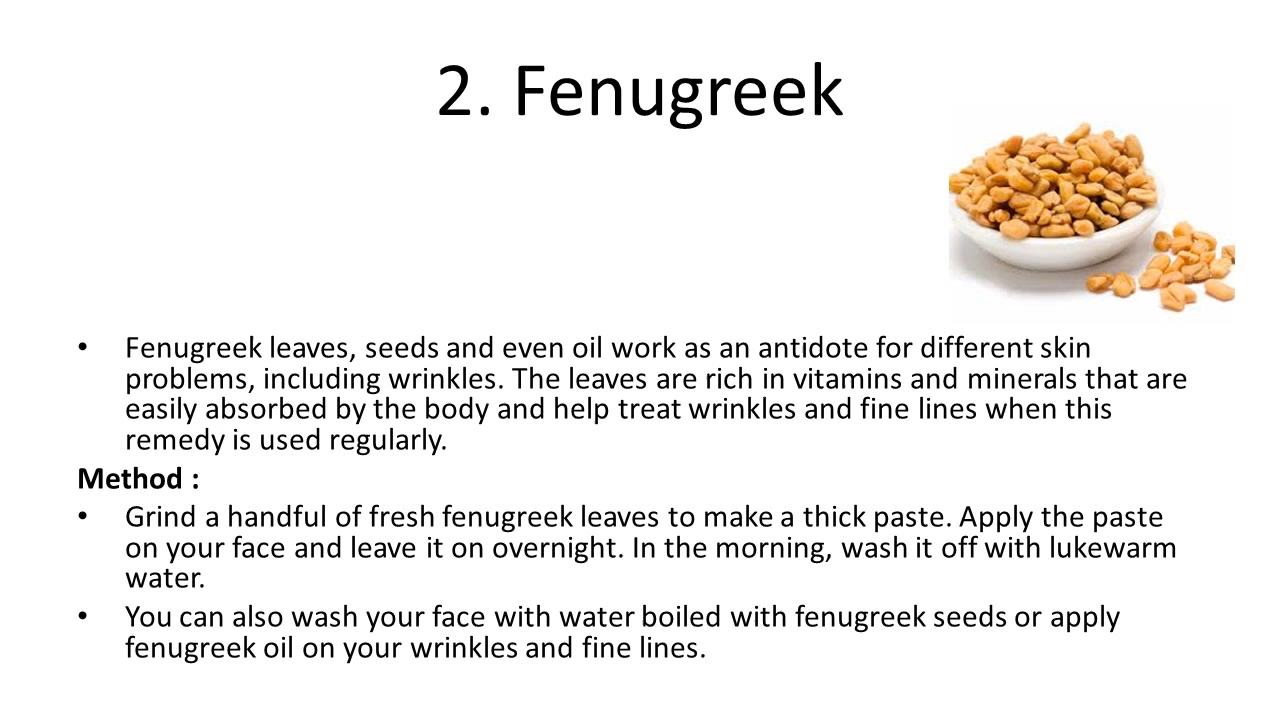 2. Fenugreek
• Fenugreek leaves, seeds and even oil work as an antidote for different skin
problems, including wrinkles. The leaves are rich in vitamins and minerals that are
easily absorbed by the body and help treat wrinkles and fine lines when this
remedy is used regularly.
Method :
• Grind a handful of fresh fenugreek leaves to make a thick paste. Apply the paste
on your face and leave it on overnight. In the morning, wash it off with lukewarm
water.
• You can also wash your face with water boiled with fenugreek seeds or apply
fenugreek oil on your wrinkles and fine lines.